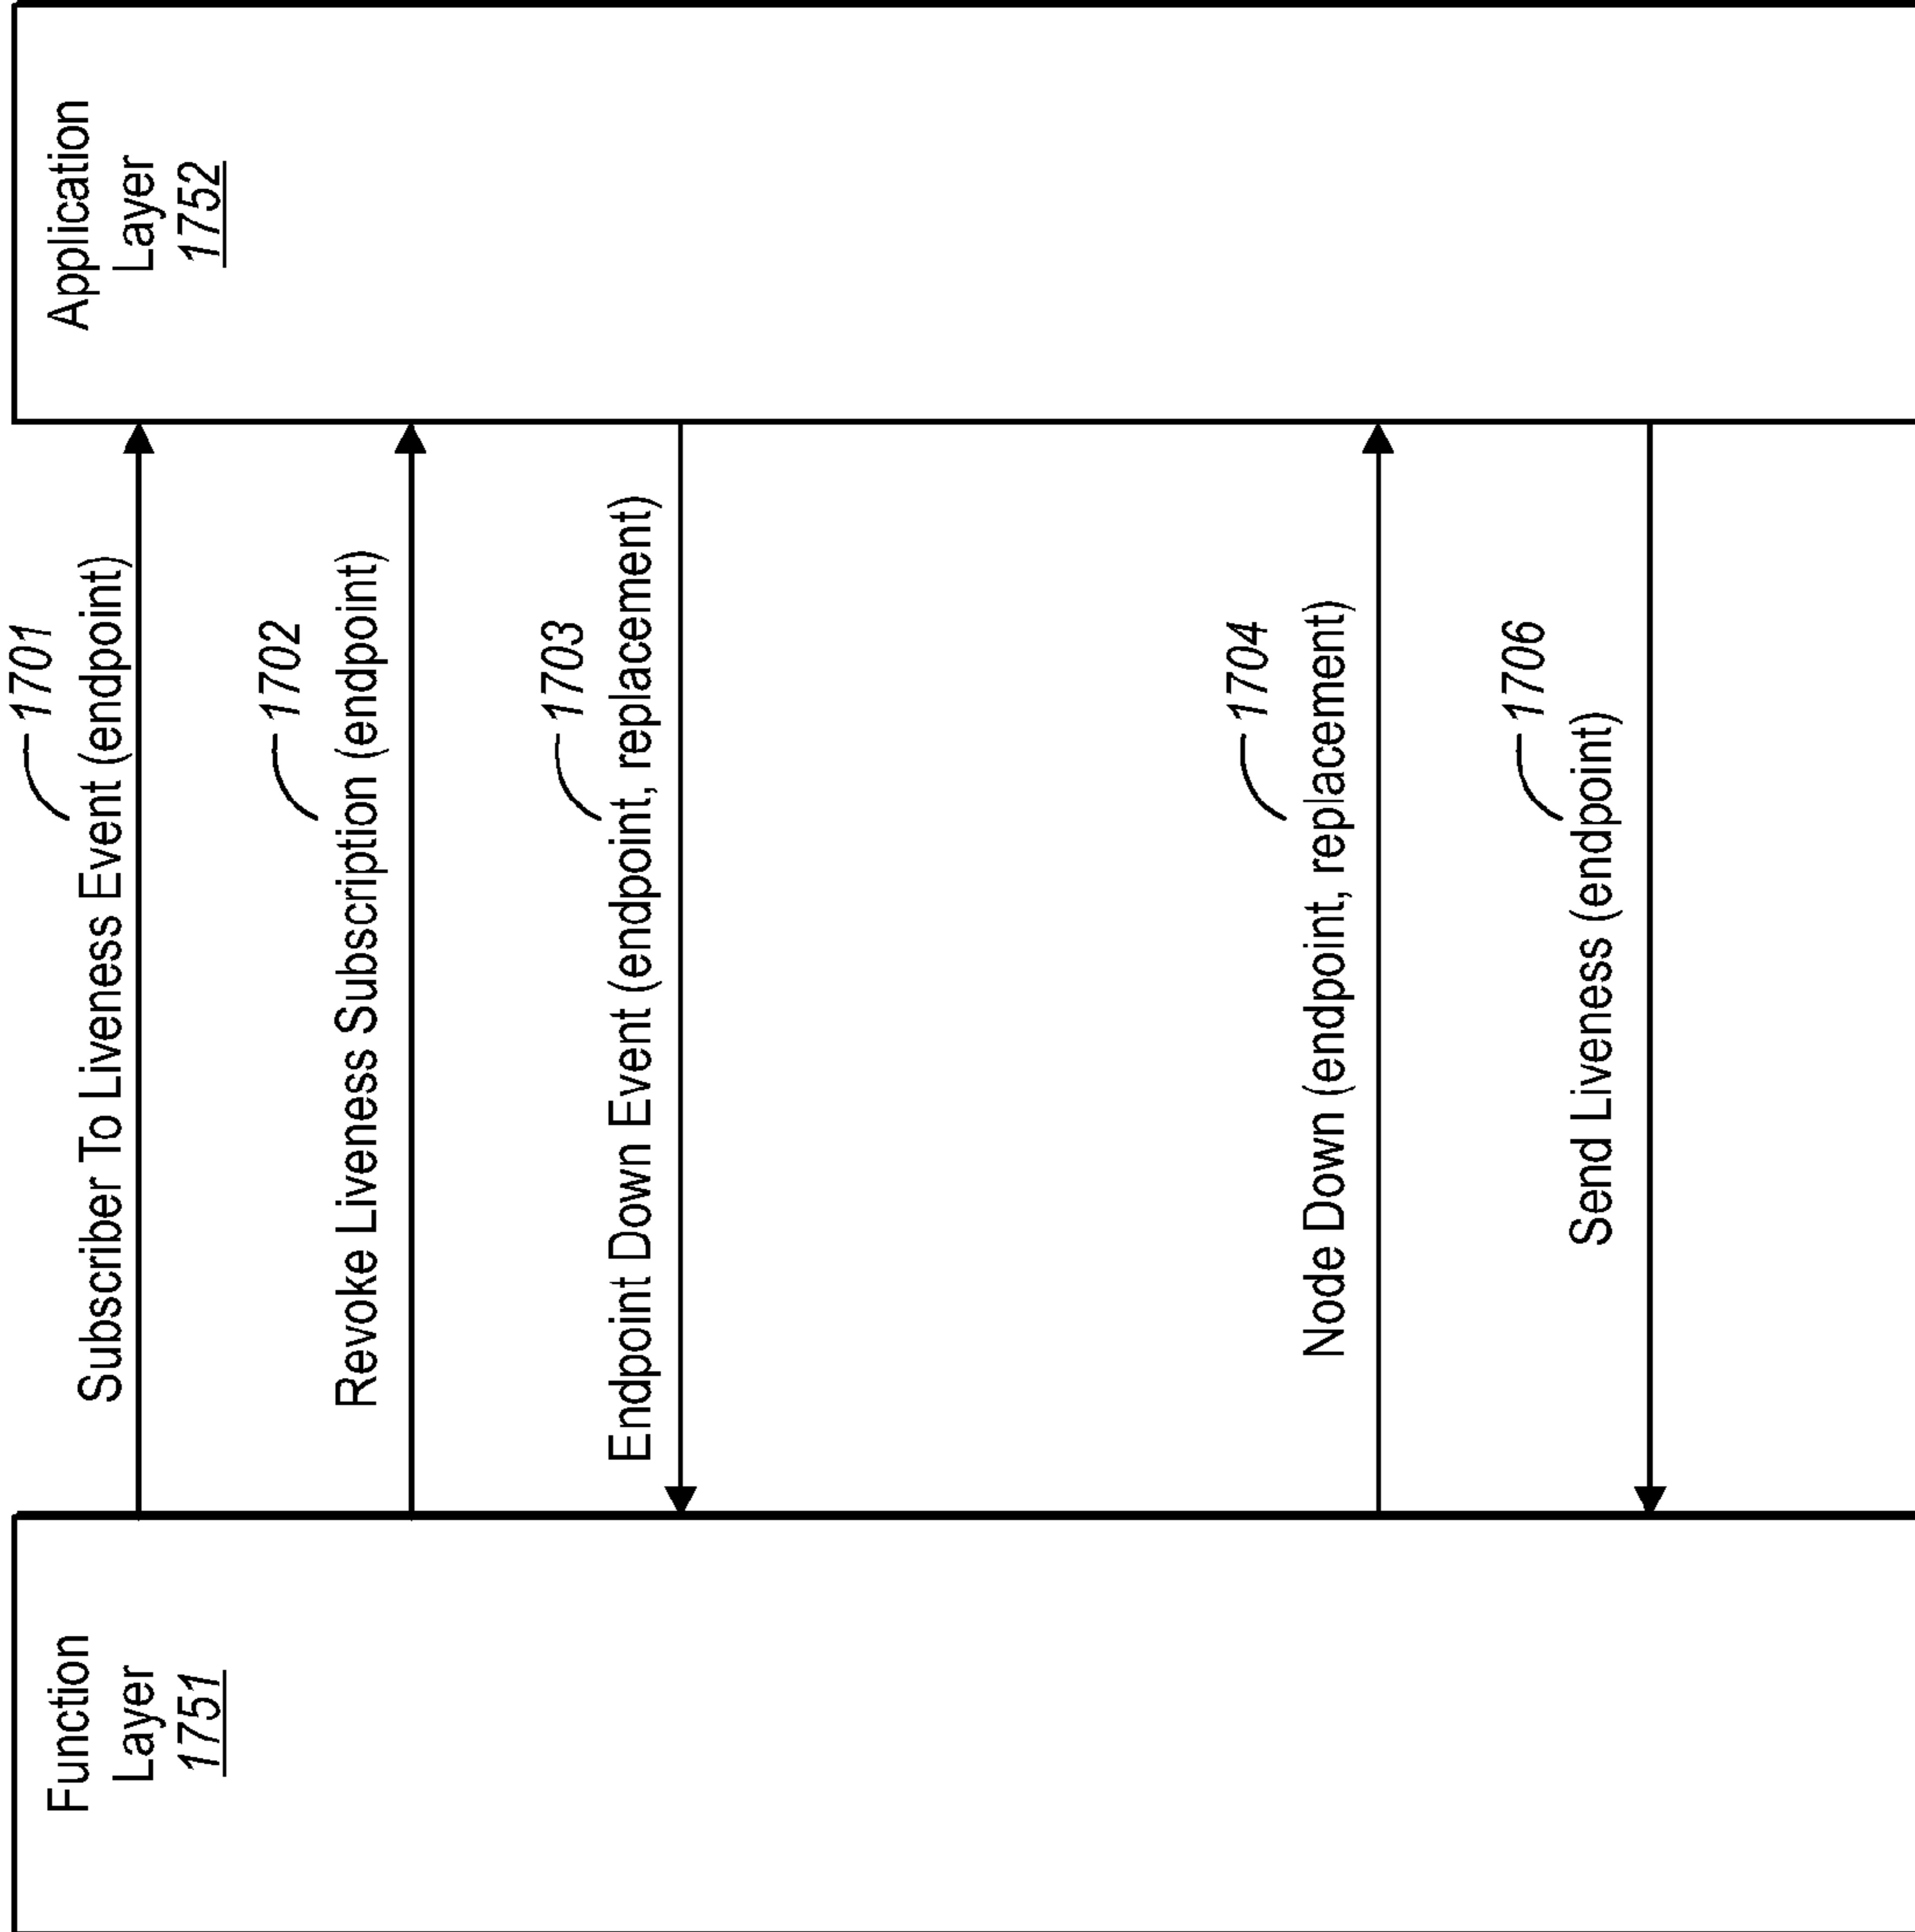 Function
Layer
1751
Application
Layer
1752
1701
Subscriber To Liveness Event (endpoint)
1702
Revoke Liveness Subscription (endpoint)
1703
Endpoint Down Event (endpoint, replacement)
1704
Node Down (endpoint, replacement)
1706
Send Liveness (endpoint)